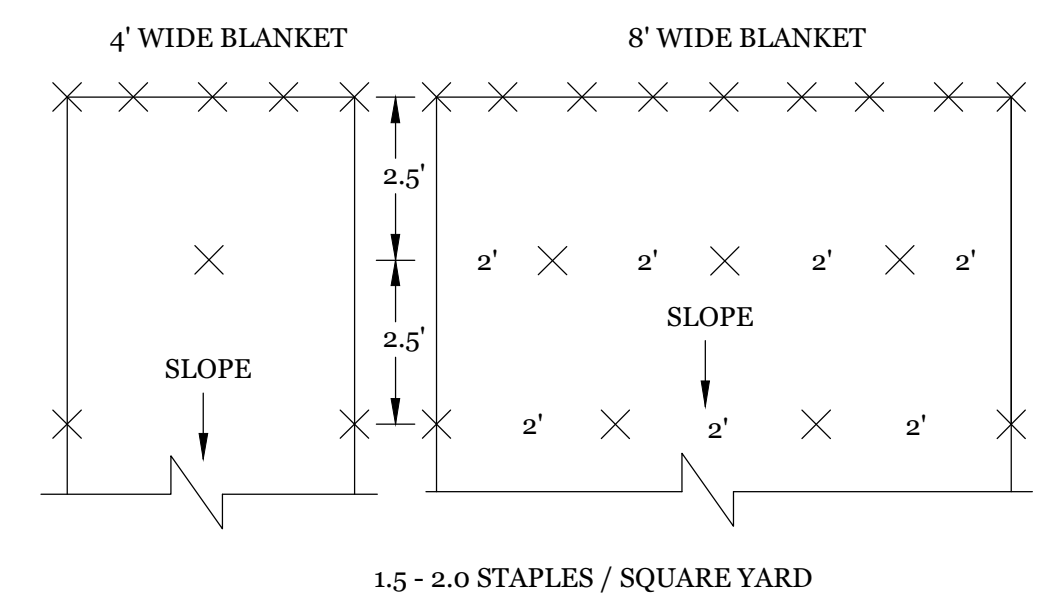 4' WIDE BLANKET
8' WIDE BLANKET
2.5'
2' 2' 2' 2'
2.5'
SLOPE
SLOPE
2' 2' 2'
1.5 - 2.0 STAPLES / SQUARE YARD